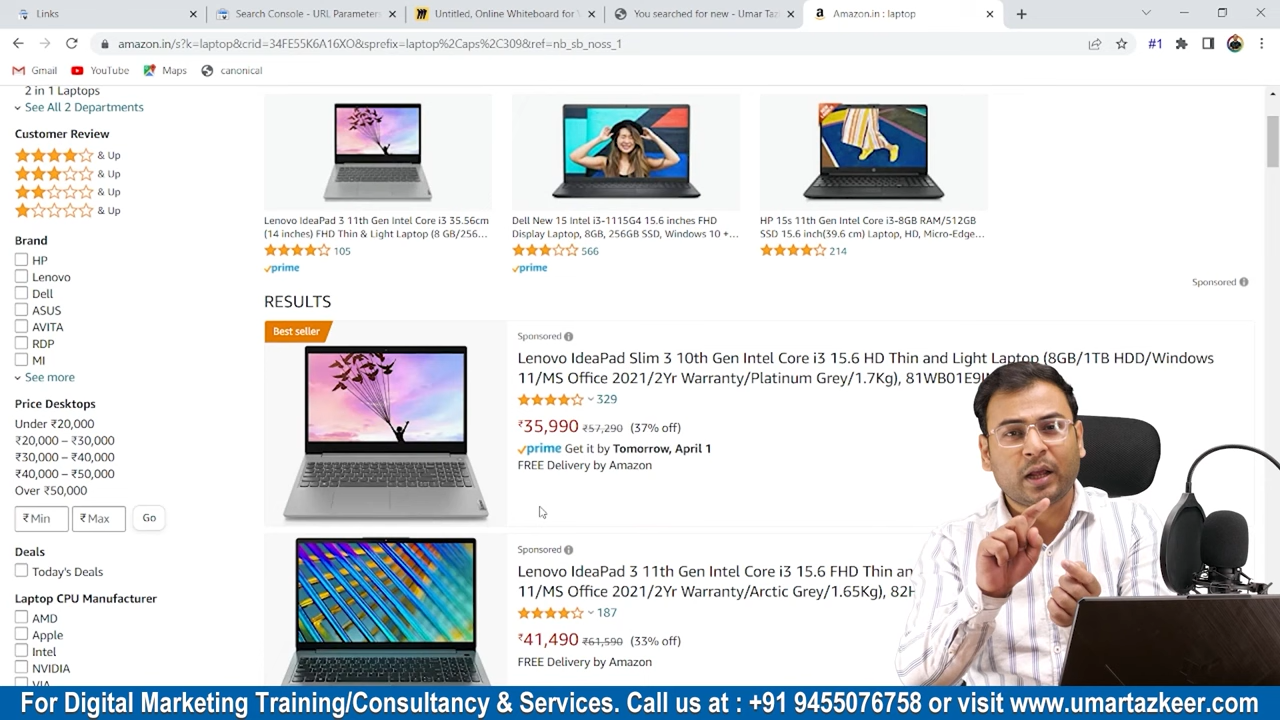 Links
Search Console - URL Parameters
Untitled, Online Whiteboard for V
You searched for new - Umar Taz
Amazon.in : laptop
amazon.in/s?k=laptop&crid=34FE55K6A16XO&sprefix=laptop%2Caps%2C309&ref=nb_sb_noss_1
#1
Gmail
YouTube
Maps
canonical
2 in 1 Laptops
See All 2 Departments
Customer Review
& Up
& Up
& Up
& Up
Brand
HP
Lenovo
Dell
ASUS
AVITA
RDP
MI
See more
Price Desktops
Under ₹20,000
₹20,000 – ₹30,000
₹30,000 – ₹40,000
₹40,000 – ₹50,000
Over ₹50,000
₹ Min
₹ Max
Go
Deals
Today's Deals
Laptop CPU Manufacturer
AMD
Apple
Intel
NVIDIA
VIA
Lenovo IdeaPad 3 11th Gen Intel Core i3 35.56cm
(14 inches) FHD Thin & Light Laptop (8 GB/256...
105
prime
Dell New 15 Intel i3-1115G4 15.6 inches FHD
Display Laptop, 8GB, 256GB SSD, Windows 10 +...
566
prime
HP 15s 11th Gen Intel Core i3-8GB RAM/512GB
SSD 15.6 inch(39.6 cm) Laptop, HD, Micro-Edge...
214
Sponsored
RESULTS
Best seller
Sponsored
Lenovo IdeaPad Slim 3 10th Gen Intel Core i3 15.6 HD Thin and Light Laptop (8GB/1TB HDD/Windows
11/MS Office 2021/2Yr Warranty/Platinum Grey/1.7Kg), 81WB01E9I
329
₹35,990 ₹57,290 (37% off)
prime Get it by Tomorrow, April 1
FREE Delivery by Amazon
Sponsored
Lenovo IdeaPad 3 11th Gen Intel Core i3 15.6 FHD Thin an
11/MS Office 2021/2Yr Warranty/Arctic Grey/1.65Kg), 82H
187
₹41,490 ₹61,590 (33% off)
FREE Delivery by Amazon
For Digital Marketing Training/Consultancy & Services. Call us at : +91 9455076758 or visit www.umartazkeer.com